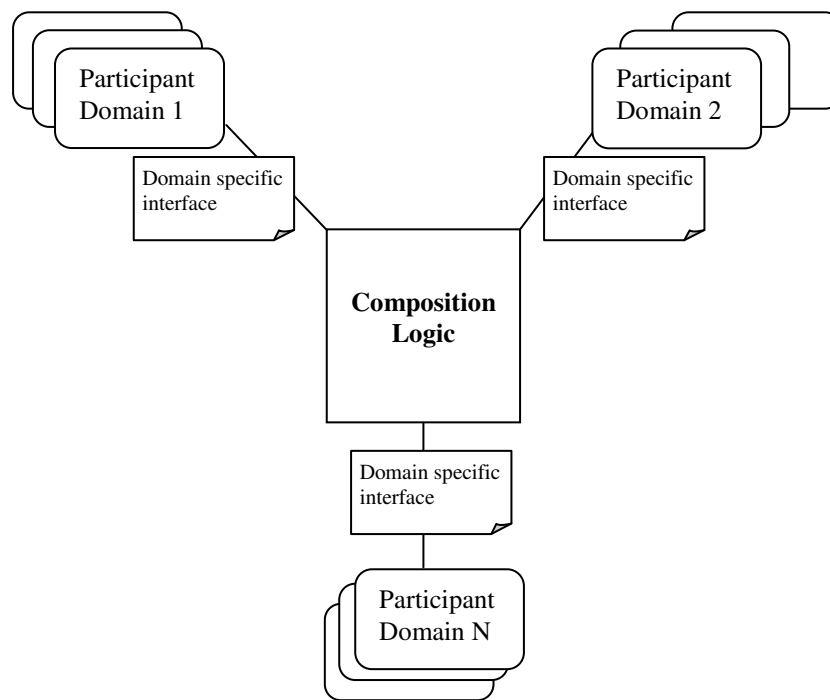 Participant
Domain 1
Participant
Domain 2
Domain specific
interface
Domain specific
interface
Composition
Logic
Domain specific
interface
Participant
Domain N